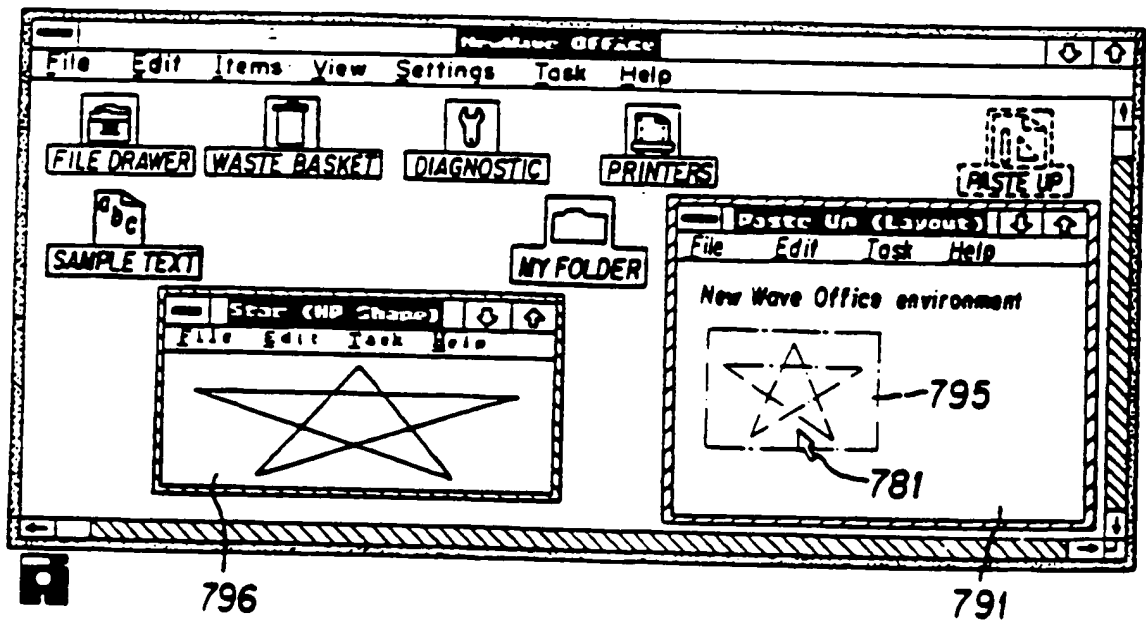 NewWave Office
File Edit Items View Settings Task Help
FILE DRAWER WASTE BASKET DIAGNOSTIC PRINTERS PASTE UP
abc
SAMPLE TEXT MY FOLDER
Paste Up (Layout)
File Edit Task Help
New Wave Office environment
Star (HP Shape)
File Edit Task Help
795
781
796
791